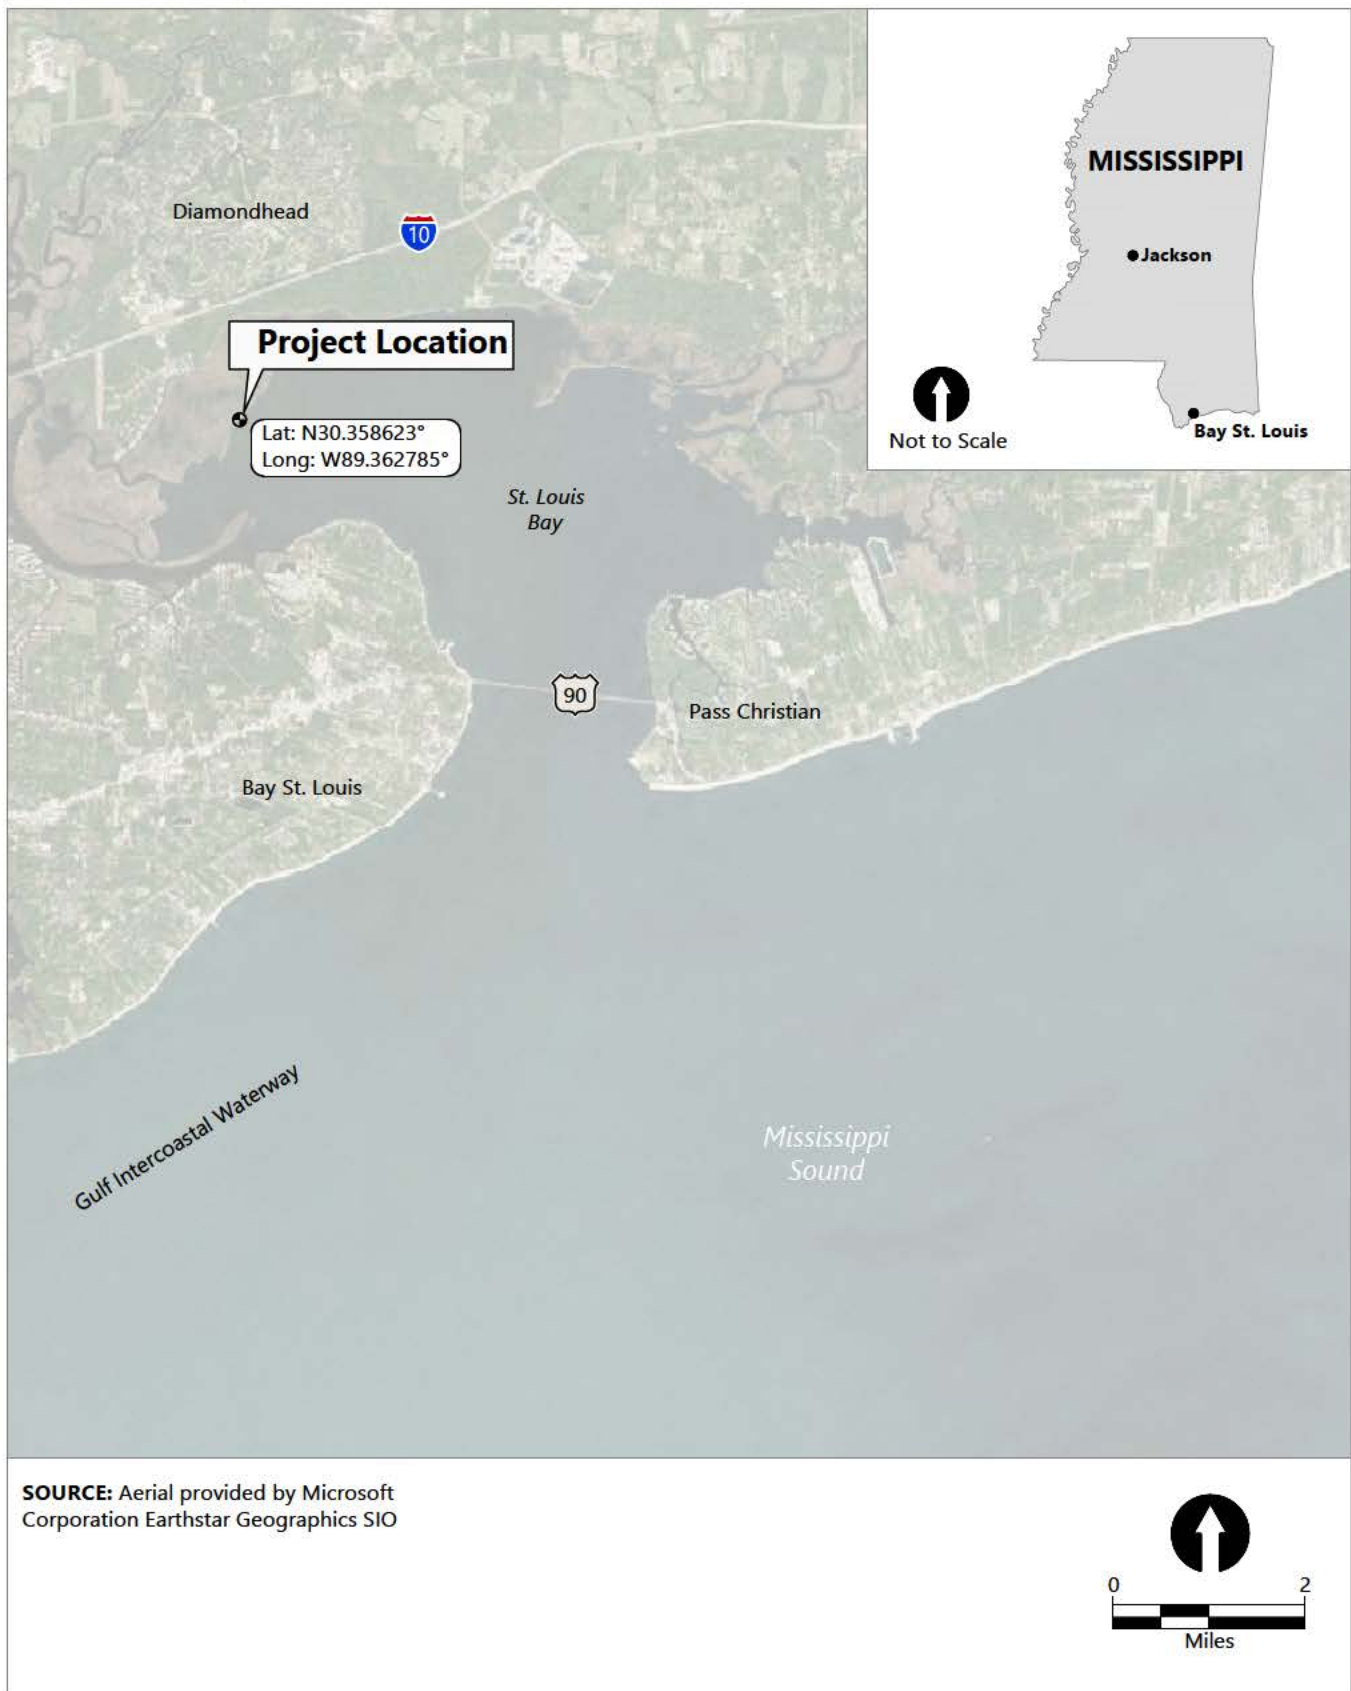 MISSISSIPPI
Jackson
Bay St. Louis
Not to Scale
Diamondhead
10
Project Location
Lat: N30.358623°
Long: W89.362785°
St. Louis
Bay
90
Pass Christian
Bay St. Louis
Gulf Intercoastal Waterway
Mississippi
Sound
SOURCE: Aerial provided by Microsoft
Corporation Earthstar Geographics SIO
0 2
Miles